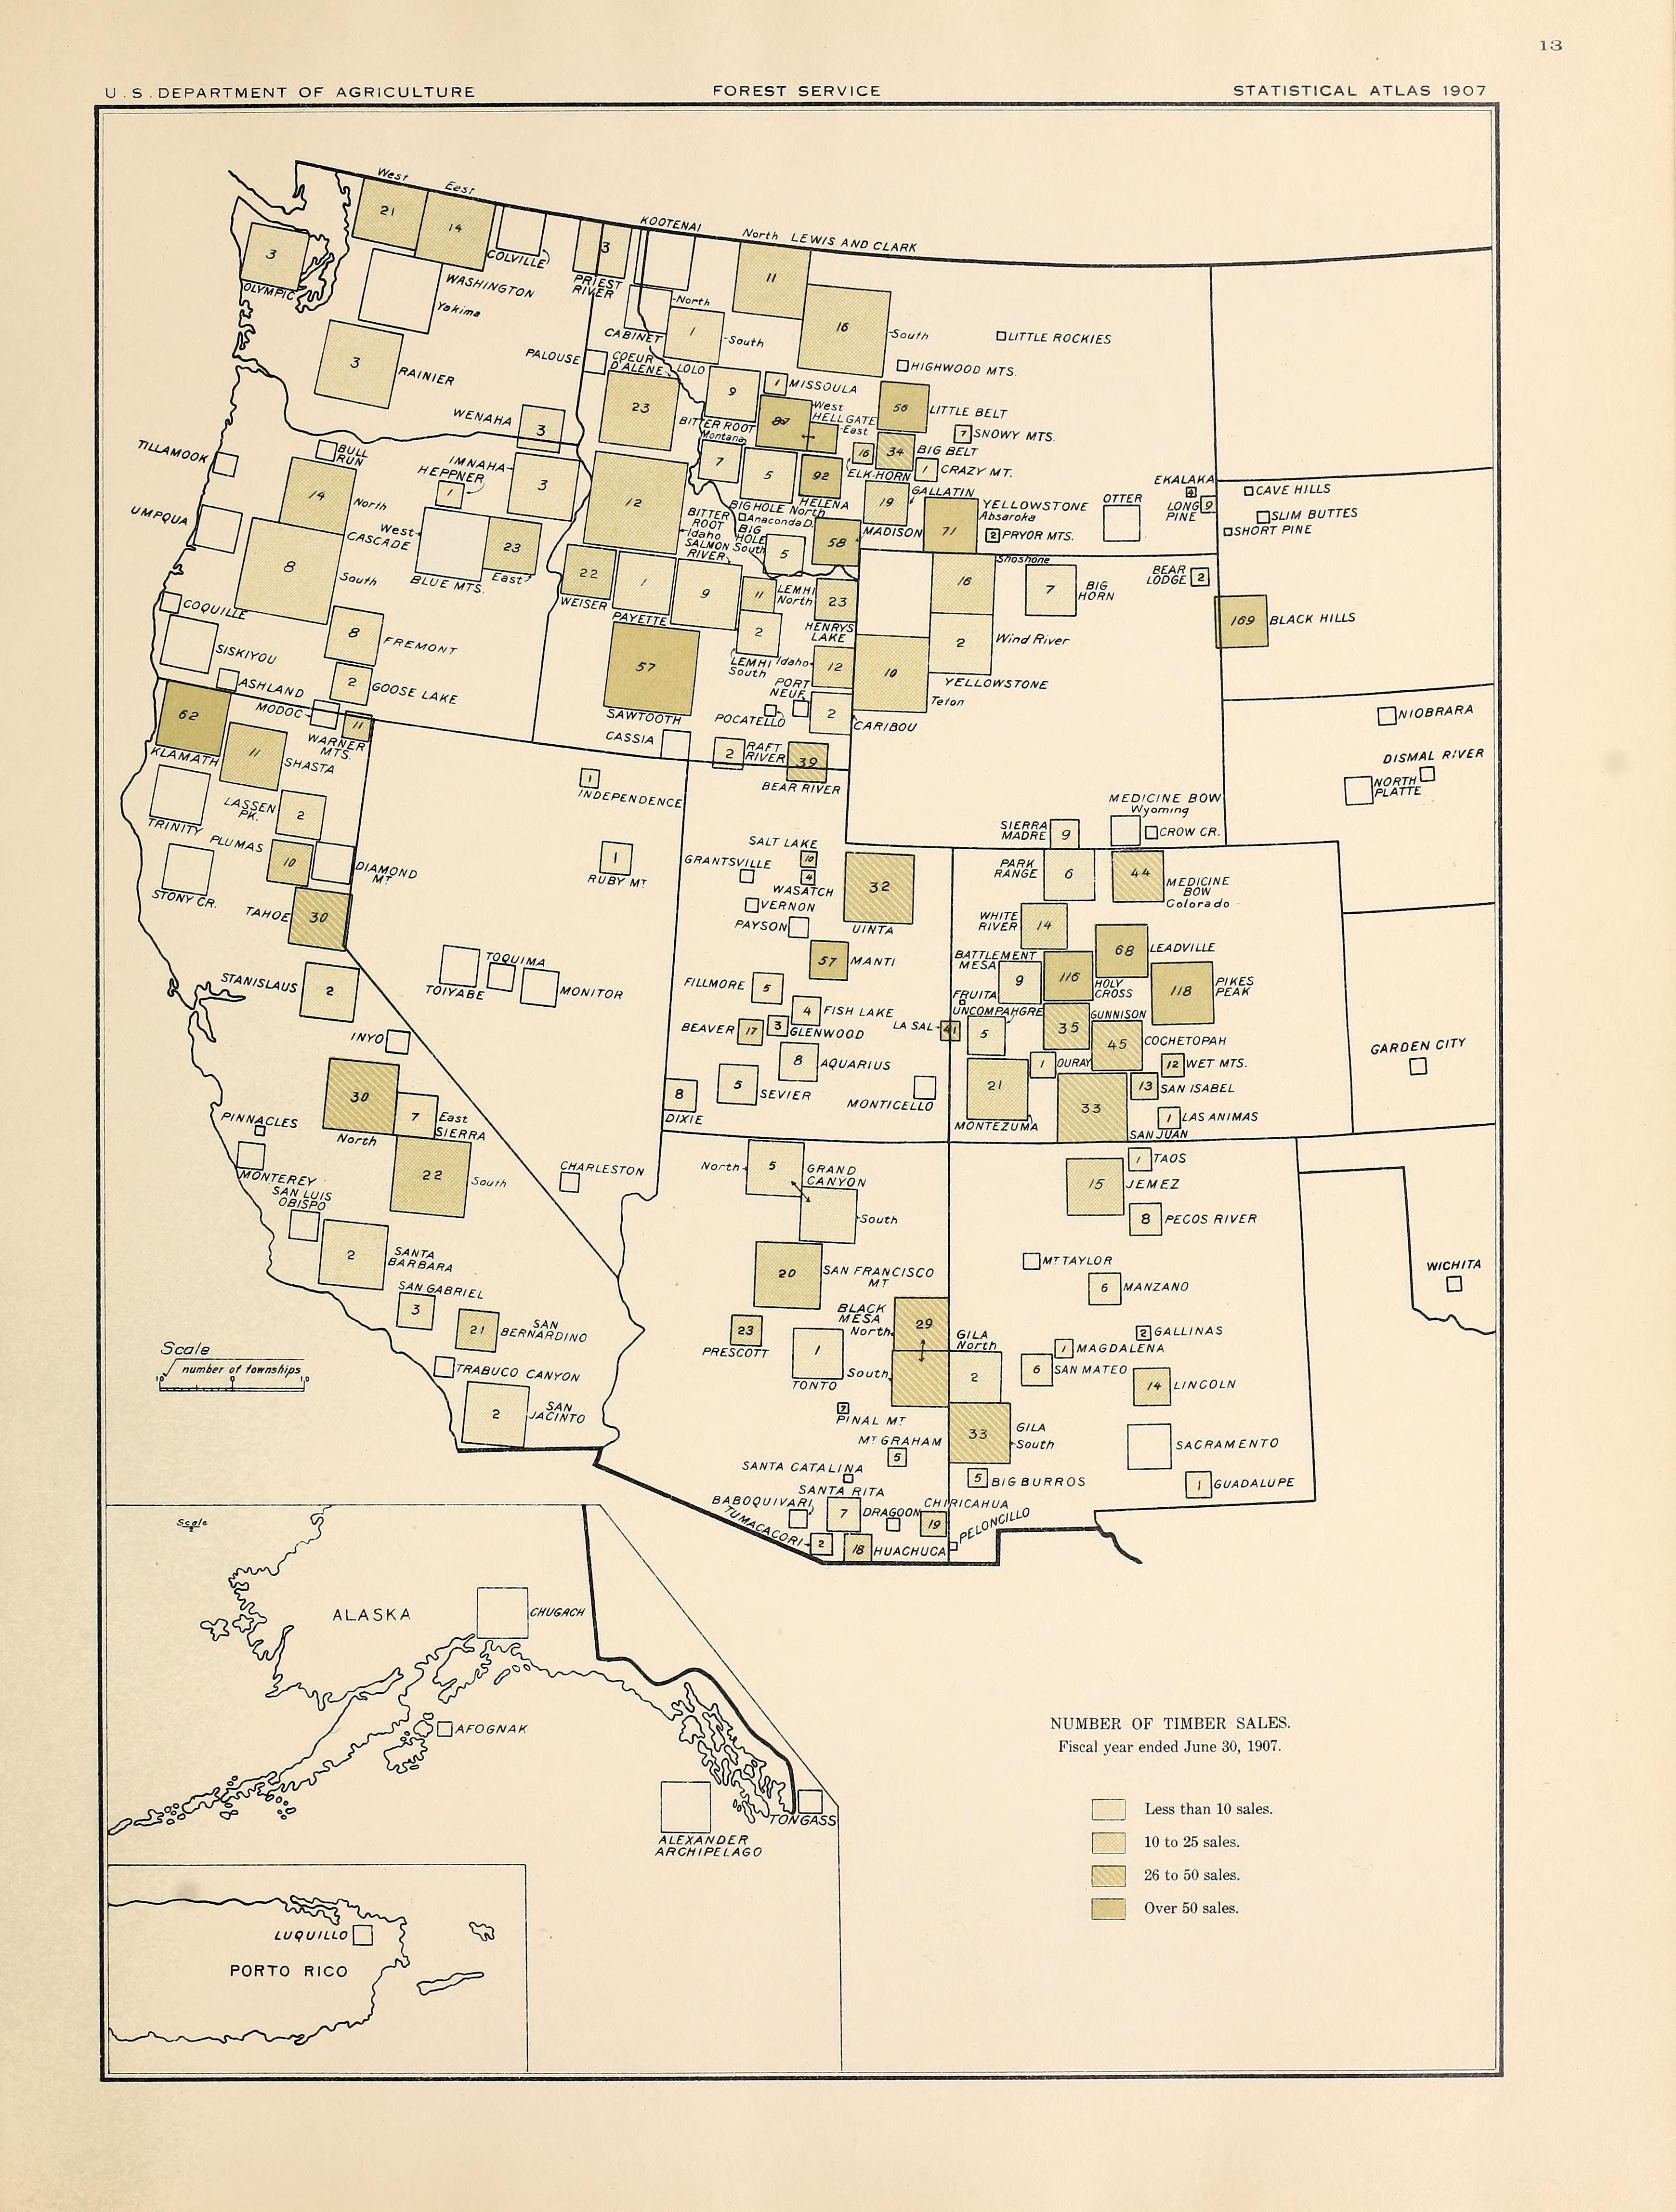 13
U.S. DEPARTMENT OF AGRICULTURE
FOREST SERVICE
STATISTICAL ATLAS 1907
West
East
21
14
COLVILLE
3
OLYMPIC
3
PRIEST
RIVER
KOOTENAI
North LEWIS AND CLARK
11
WASHINGTON
Yakima
-North
CABINET
1
-South
16
-South
LITTLE ROCKIES
3
RAINIER
PALOUSE
COEUR
D'ALENE
LOLO
HIGHWOOD MTS.
9
1
MISSOULA
23
BITTER ROOT
Montana
87
West
HELL GATE
-East
56
LITTLE BELT
WENAHA
3
7
SNOWY MTS.
TILLAMOOK
BULL
RUN
IMNAHA
HEPPNER
1
3
7
5
92
16
ELK HORN
34
BIG BELT
1
CRAZY MT.
14
North
West
CASCADE
12
BIG HOLE North
HELENA
Anaconda D.
19
GALLATIN
MADISON
71
YELLOWSTONE
Absaroka
2
PRYOR MTS.
OTTER
EKALAKA
4
LONG
PINE
9
CAVE HILLS
SLIM BUTTES
SHORT PINE
UMPQUA
8
South
BLUE MTS.
23
East
BITTER
ROOT
Idaho
SALMON
RIVER
BIG
HOLE
South
5
58
22
WEISER
1
PAYETTE
9
11
LEMHI
North
23
HENRYS
LAKE
Shoshone
16
7
BIG
HORN
BEAR
LODGE
2
169
BLACK HILLS
COQUILLE
SISKIYOU
8
FREMONT
57
SAWTOOTH
2
LEMHI
South
Idaho
12
10
2
Wind River
YELLOWSTONE
Teton
ASHLAND
2
GOOSE LAKE
PORT
NEUF
POCATELLO
2
CARIBOU
62
KLAMATH
MODOC
11
WARNER
MTS.
11
SHASTA
CASSIA
2
RAFT
RIVER
39
BEAR RIVER
NIOBRARA
DISMAL RIVER
NORTH
PLATTE
TRINITY
LASSEN
PK.
2
1
INDEPENDENCE
MEDICINE BOW
Wyoming
SIERRA
MADRE
9
CROW CR.
PLUMAS
10
DIAMOND
MT
STONY CR.
1
RUBY MT
SALT LAKE
10
GRANTSVILLE
4
WASATCH
VERNON
PAYSON
32
UINTA
PARK
RANGE
6
44
MEDICINE
BOW
Colorado
TAHOE
30
WHITE
RIVER
14
TOQUIMA
TOIYABE
MONITOR
57
MANTI
BATTLEMENT
MESA
9
116
HOLY
CROSS
68
LEADVILLE
118
PIKES
PEAK
STANISLAUS
2
FILLMORE
5
4
FISH LAKE
FRUITA
UNCOMPAHGRE
5
GUNNISON
35
45
COCHETOPAH
INYO
BEAVER
17
3
GLENWOOD
LA SAL
41
8
AQUARIUS
1
OURAY
12
WET MTS.
GARDEN CITY
30
North
7
East
SIERRA
8
DIXIE
5
SEVIER
MONTICELLO
21
MONTEZUMA
33
SAN JUAN
13
SAN ISABEL
1
LAS ANIMAS
PINNACLES
MONTEREY
22
South
CHARLESTON
North
5
GRAND
CANYON
South
15
JEMEZ
1
TAOS
8
PECOS RIVER
SAN LUIS
OBISPO
2
SANTA
BARBARA
20
SAN FRANCISCO
MT
MT TAYLOR
6
MANZANO
WICHITA
SAN GABRIEL
3
21
SAN
BERNARDINO
23
PRESCOTT
BLACK
MESA
North
29
South
1
TONTO
GILA
North
2
2
GALLINAS
1
MAGDALENA
6
SAN MATEO
14
LINCOLN
Scale
√number of townships
10
0
10
TRABUCO CANYON
2
SAN
JACINTO
PINAL MT
MT GRAHAM
5
33
GILA
South
SACRAMENTO
SANTA CATALINA
5
BIG BURROS
1
GUADALUPE
SANTA RITA
BABOQUIVARI
7
DRAGOON
CHIRICAHUA
19
PELONCILLO
TUMACACORI
2
18
HUACHUCA
Scale
ALASKA
CHUGACH
AFOGNAK
ALEXANDER
ARCHIPELAGO
TONGASS
LUQUILLO
PORTO RICO
NUMBER OF TIMBER SALES.
Fiscal year ended June 30, 1907.
Less than 10 sales.
10 to 25 sales.
26 to 50 sales.
Over 50 sales.